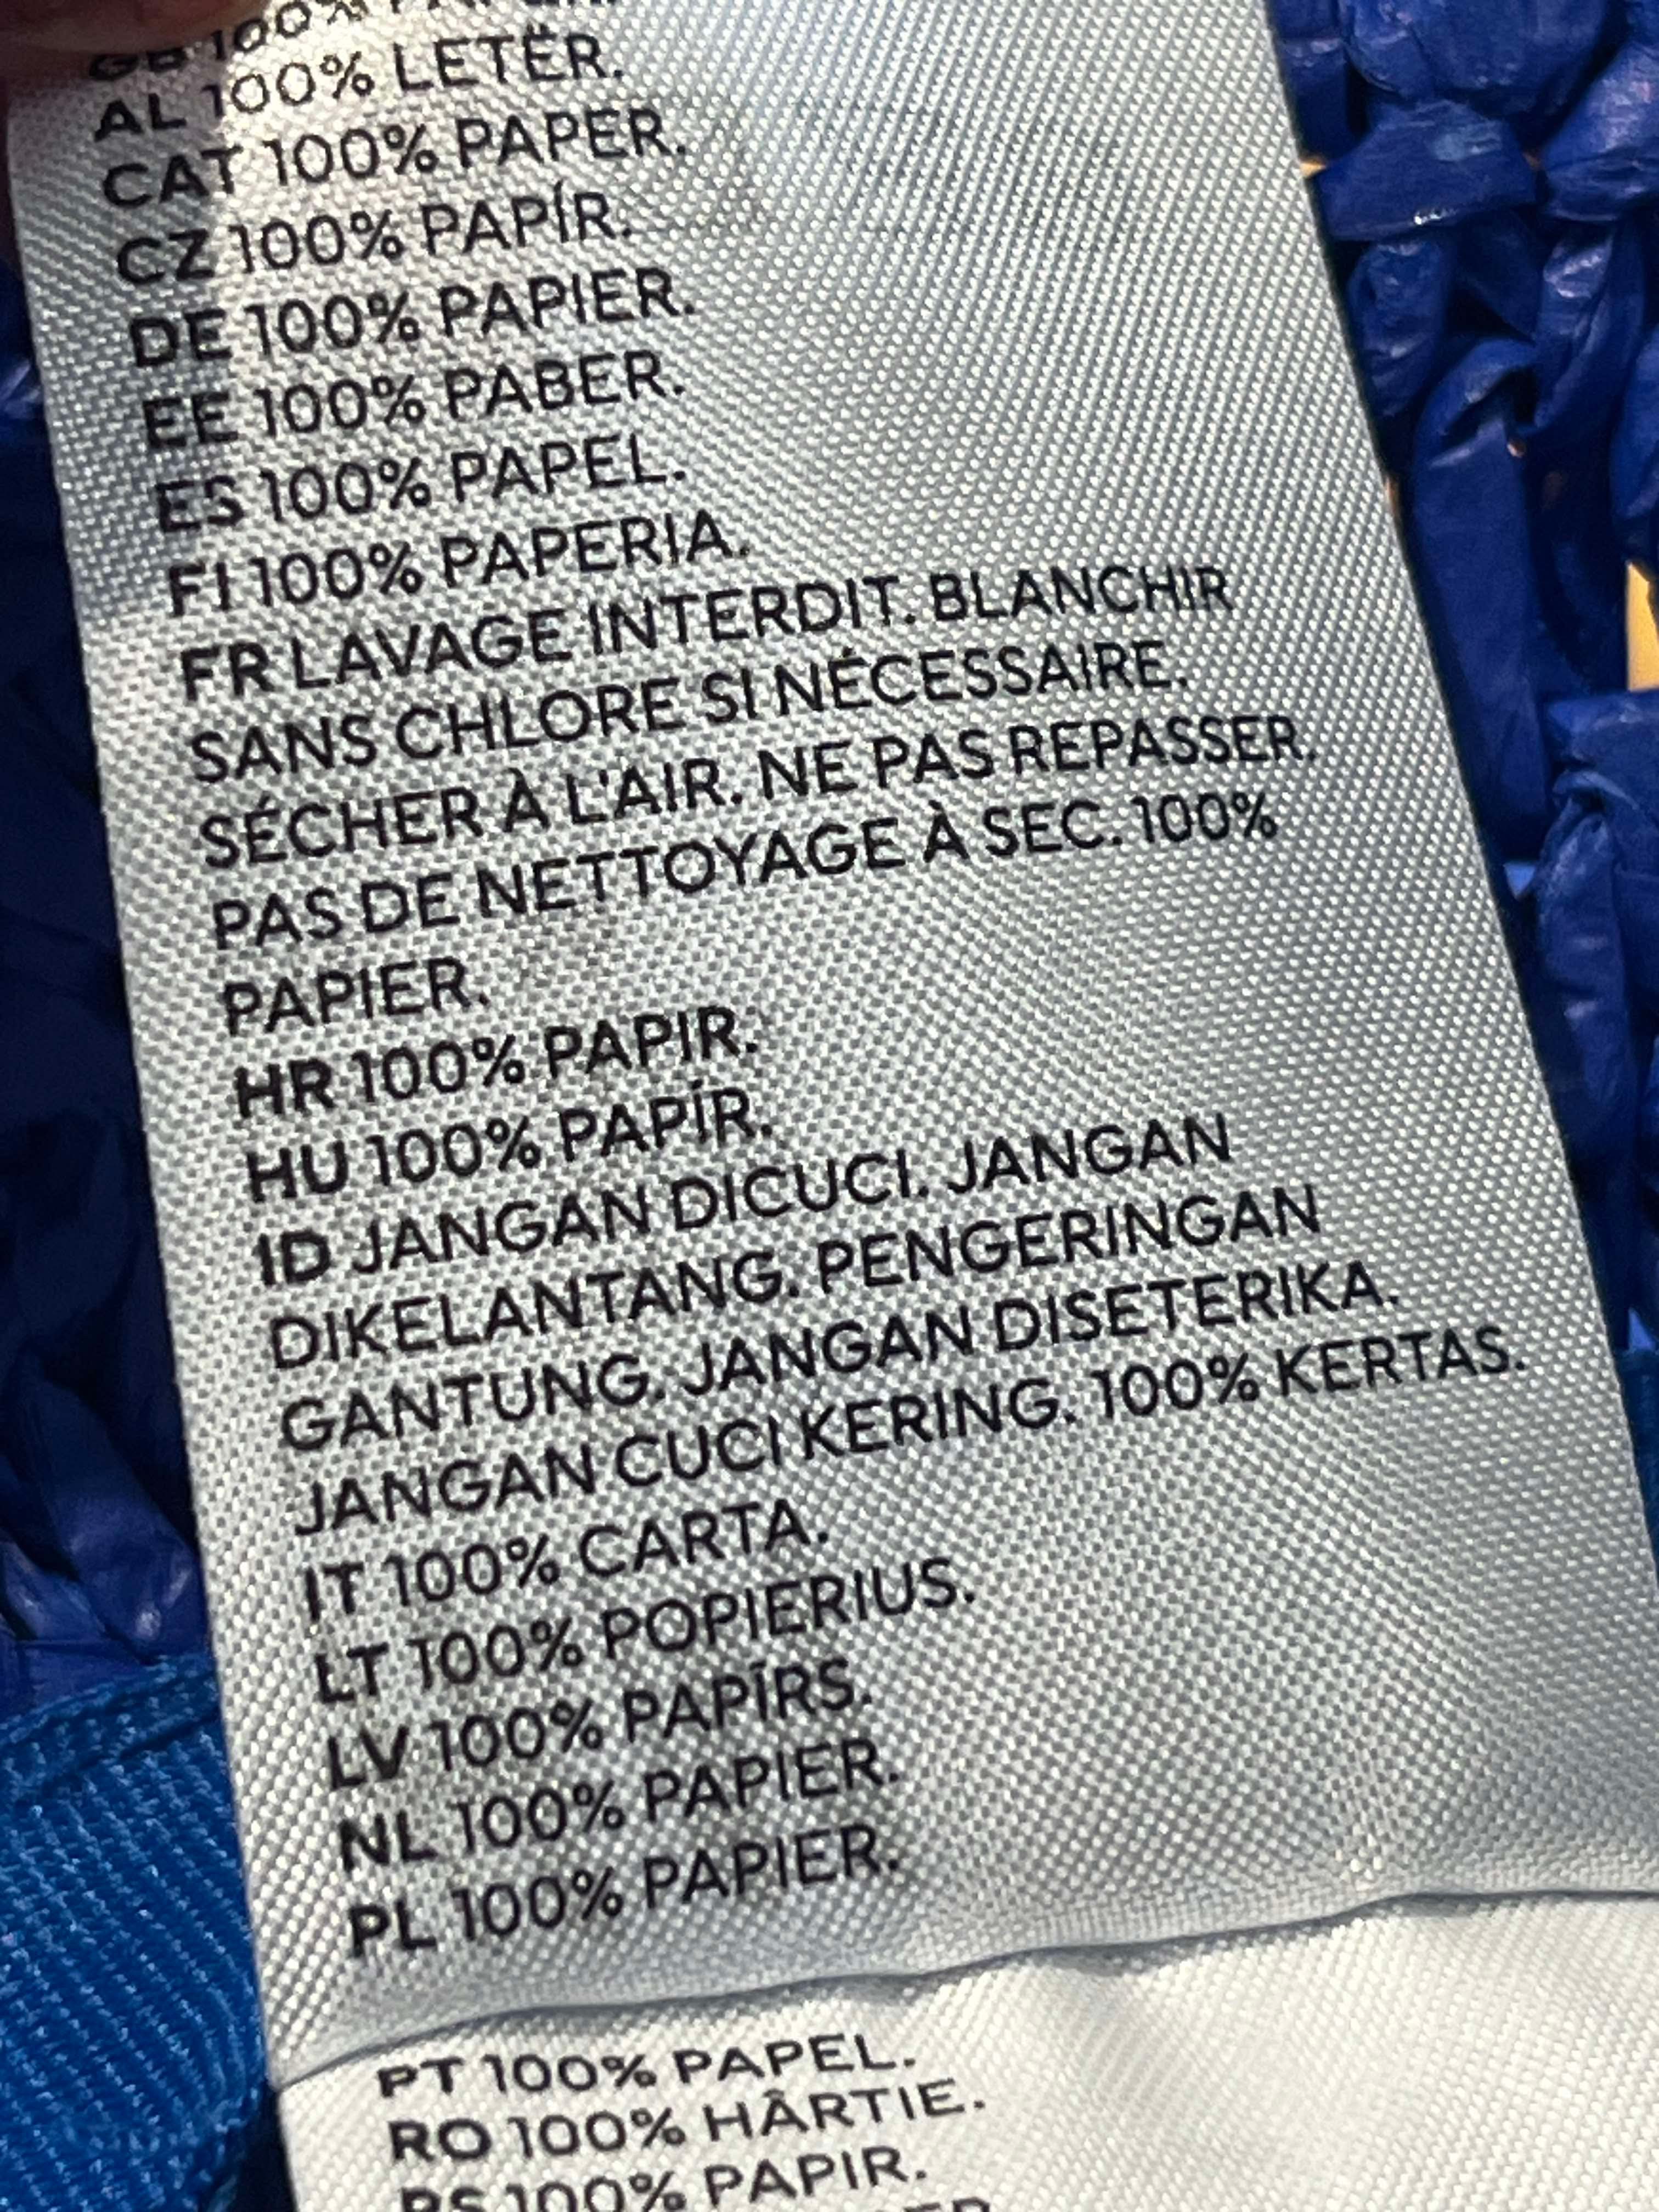 GB 100% PAPER.
AL 100% LETËR.
CAT 100% PAPER.
CZ 100% PAPÍR.
DE 100% PAPIER.
EE 100% PABER.
ES 100% PAPEL.
FI 100% PAPERIA.
FR LAVAGE INTERDIT. BLANCHIR
SANS CHLORE SI NÉCESSAIRE.
SÉCHER À L'AIR. NE PAS REPASSER.
PAS DE NETTOYAGE À SEC. 100%
PAPIER.
HR 100% PAPIR.
HU 100% PAPÍR.
ID JANGAN DICUCI. JANGAN
DIKELANTANG. PENGERINGAN
GANTUNG. JANGAN DISETERIKA.
JANGAN CUCI KERING. 100% KERTAS.
IT 100% CARTA.
LT 100% POPIERIUS.
LV 100% PAPĪRS.
NL 100% PAPIER.
PL 100% PAPIER.
PT 100% PAPEL.
RO 100% HÂRTIE.
RS 100% PAPIR.